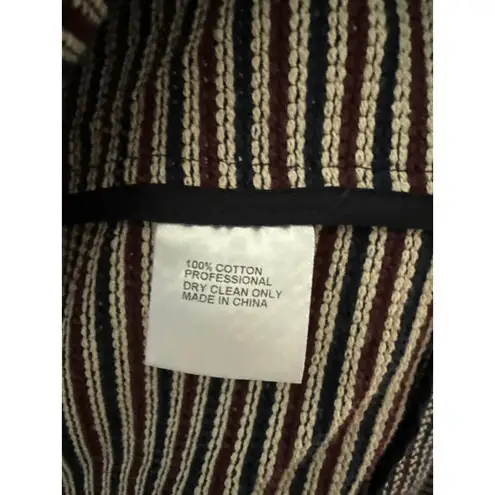 100% COTTON
PROFESSIONAL
DRY CLEAN ONLY
MADE IN CHINA